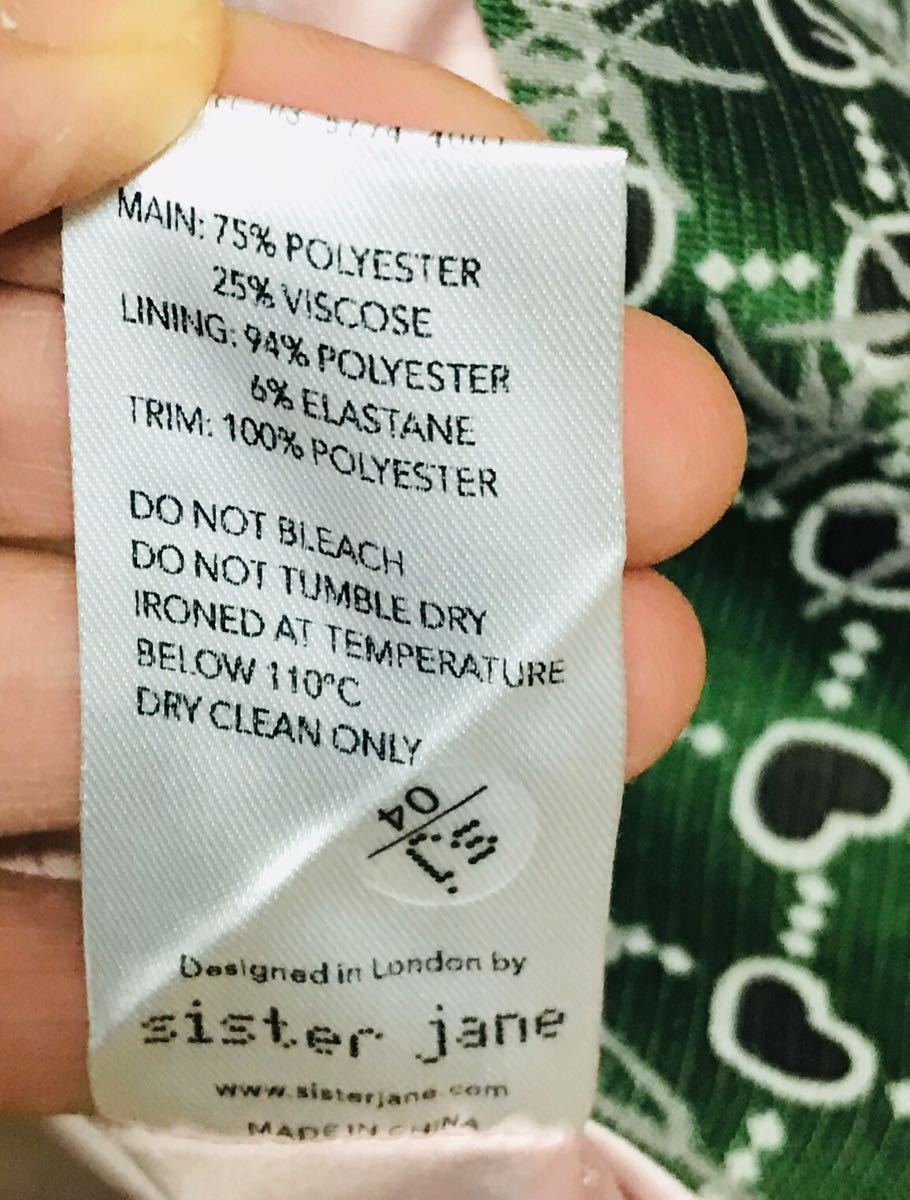 MAIN: 75% POLYESTER
25% VISCOSE
LINING: 94% POLYESTER
6% ELASTANE
TRIM: 100% POLYESTER
DO NOT BLEACH
DO NOT TUMBLE DRY
IRONED AT TEMPERATURE
BELOW 110°C
DRY CLEAN ONLY
04
Designed in London by
sister jane
www.sisterjane.com
MADE IN CHINA